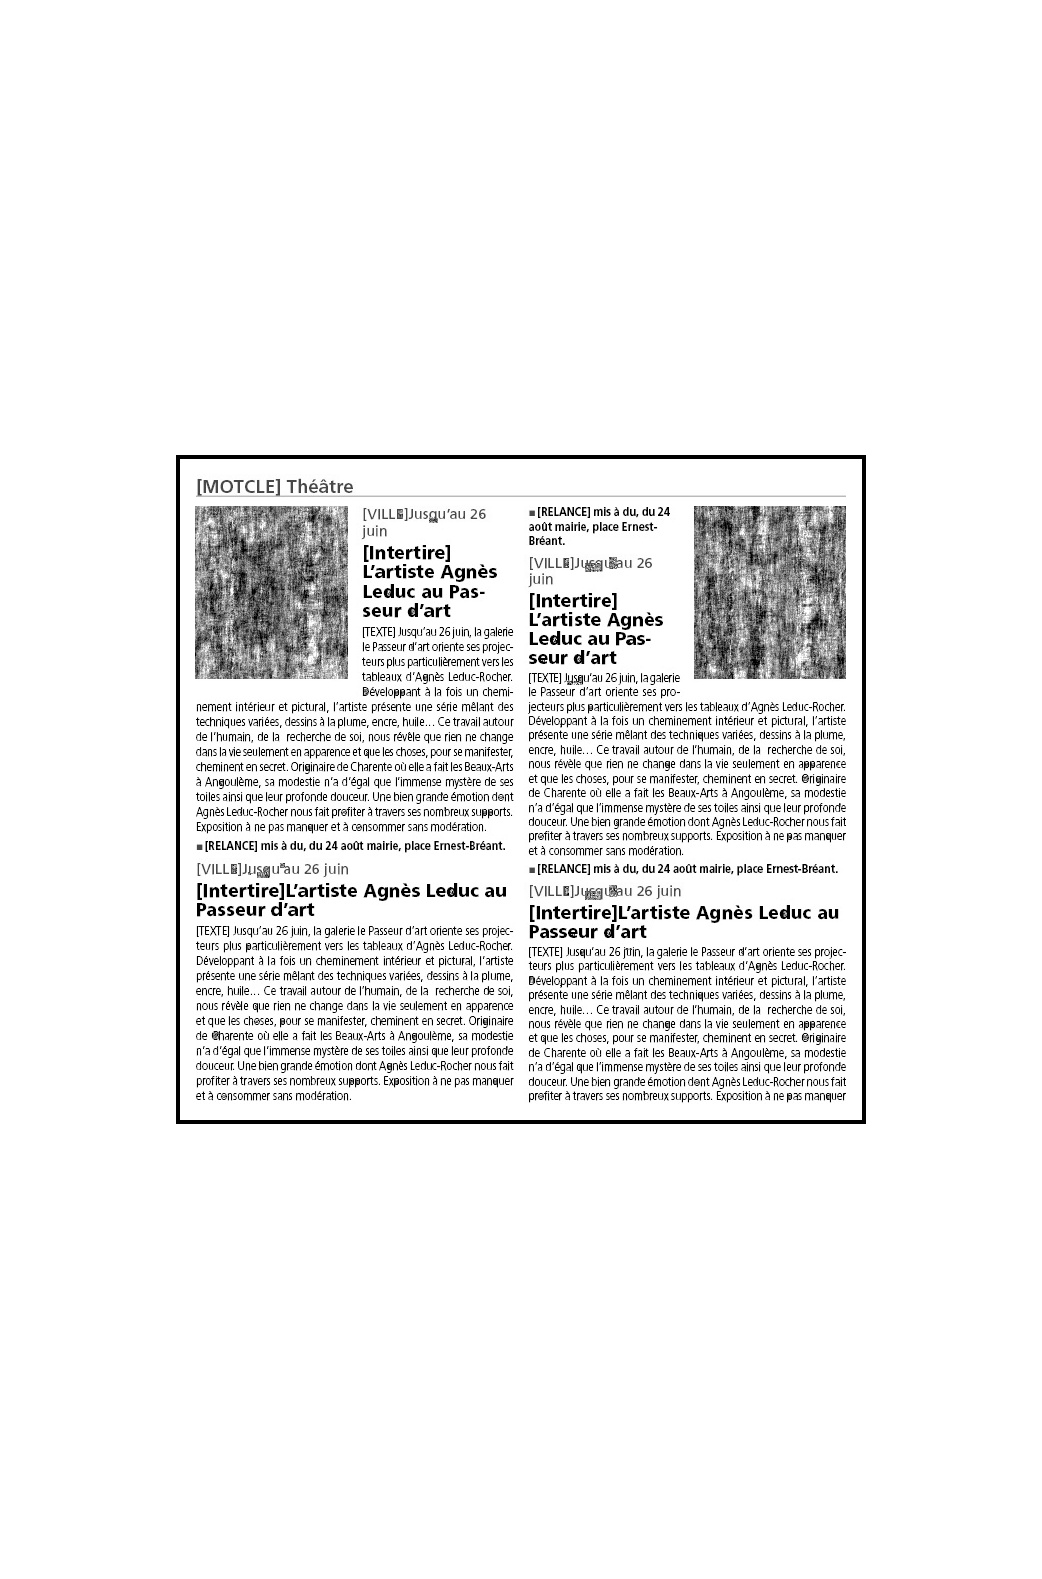 [MOTCLE] Théâtre
[VILLE]Jusqu’au 26
juin
[Intertire]
L’artiste Agnès
Leduc au Pas-
seur d’art
[TEXTE] Jusqu’au 26 juin, la galerie
le Passeur d’art oriente ses projec-
teurs plus particulièrement vers les
tableaux d’Agnès Leduc-Rocher.
Développant à la fois un chemi-
nement intérieur et pictural, l’artiste présente une série mêlant des
techniques variées, dessins à la plume, encre, huile… Ce travail autour
de l’humain, de la recherche de soi, nous révèle que rien ne change
dans la vie seulement en apparence et que les choses, pour se manifester,
cheminent en secret. Originaire de Charente où elle a fait les Beaux-Arts
à Angoulème, sa modestie n’a d’égal que l’immense mystère de ses
toiles ainsi que leur profonde douceur. Une bien grande émotion dont
Agnès Leduc-Rocher nous fait profiter à travers ses nombreux supports.
Exposition à ne pas manquer et à consommer sans modération.
■ [RELANCE] mis à du, du 24 août mairie, place Ernest-Bréant.
[VILLE]Jusqu’au 26 juin
[Intertire]L’artiste Agnès Leduc au
Passeur d’art
[TEXTE] Jusqu’au 26 juin, la galerie le Passeur d’art oriente ses projec-
teurs plus particulièrement vers les tableaux d’Agnès Leduc-Rocher.
Développant à la fois un cheminement intérieur et pictural, l’artiste
présente une série mêlant des techniques variées, dessins à la plume,
encre, huile… Ce travail autour de l’humain, de la recherche de soi,
nous révèle que rien ne change dans la vie seulement en apparence
et que les choses, pour se manifester, cheminent en secret. Originaire
de Charente où elle a fait les Beaux-Arts à Angoulème, sa modestie
n’a d’égal que l’immense mystère de ses toiles ainsi que leur profonde
douceur. Une bien grande émotion dont Agnès Leduc-Rocher nous fait
profiter à travers ses nombreux supports. Exposition à ne pas manquer
et à consommer sans modération.
■ [RELANCE] mis à du, du 24
août mairie, place Ernest-
Bréant.
[VILLE]Jusqu’au 26
juin
[Intertire]
L’artiste Agnès
Leduc au Pas-
seur d’art
[TEXTE] Jusqu’au 26 juin, la galerie
le Passeur d’art oriente ses pro-
jecteurs plus particulièrement vers les tableaux d’Agnès Leduc-Rocher.
Développant à la fois un cheminement intérieur et pictural, l’artiste
présente une série mêlant des techniques variées, dessins à la plume,
encre, huile… Ce travail autour de l’humain, de la recherche de soi,
nous révèle que rien ne change dans la vie seulement en apparence
et que les choses, pour se manifester, cheminent en secret. Originaire
de Charente où elle a fait les Beaux-Arts à Angoulème, sa modestie
n’a d’égal que l’immense mystère de ses toiles ainsi que leur profonde
douceur. Une bien grande émotion dont Agnès Leduc-Rocher nous fait
profiter à travers ses nombreux supports. Exposition à ne pas manquer
et à consommer sans modération.
■ [RELANCE] mis à du, du 24 août mairie, place Ernest-Bréant.
[VILLE]Jusqu’au 26 juin
[Intertire]L’artiste Agnès Leduc au
Passeur d’art
[TEXTE] Jusqu’au 26 juin, la galerie le Passeur d’art oriente ses projec-
teurs plus particulièrement vers les tableaux d’Agnès Leduc-Rocher.
Développant à la fois un cheminement intérieur et pictural, l’artiste
présente une série mêlant des techniques variées, dessins à la plume,
encre, huile… Ce travail autour de l’humain, de la recherche de soi,
nous révèle que rien ne change dans la vie seulement en apparence
et que les choses, pour se manifester, cheminent en secret. Originaire
de Charente où elle a fait les Beaux-Arts à Angoulème, sa modestie
n’a d’égal que l’immense mystère de ses toiles ainsi que leur profonde
douceur. Une bien grande émotion dont Agnès Leduc-Rocher nous fait
profiter à travers ses nombreux supports. Exposition à ne pas manquer